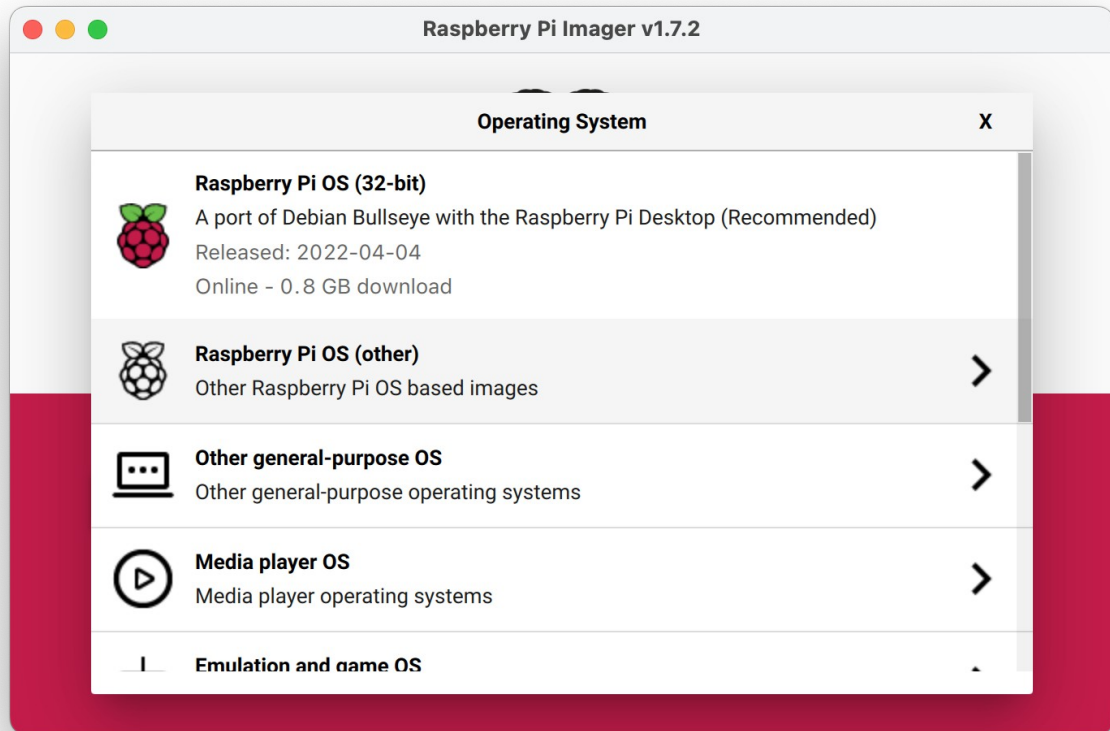 Raspberry Pi Imager v1.7.2
Operating System X
Raspberry Pi OS (32-bit)
A port of Debian Bullseye with the Raspberry Pi Desktop (Recommended)
Released: 2022-04-04
Online - 0.8 GB download
Raspberry Pi OS (other)
Other Raspberry Pi OS based images
Other general-purpose OS
Other general-purpose operating systems
Media player OS
Media player operating systems
Emulation and game OS